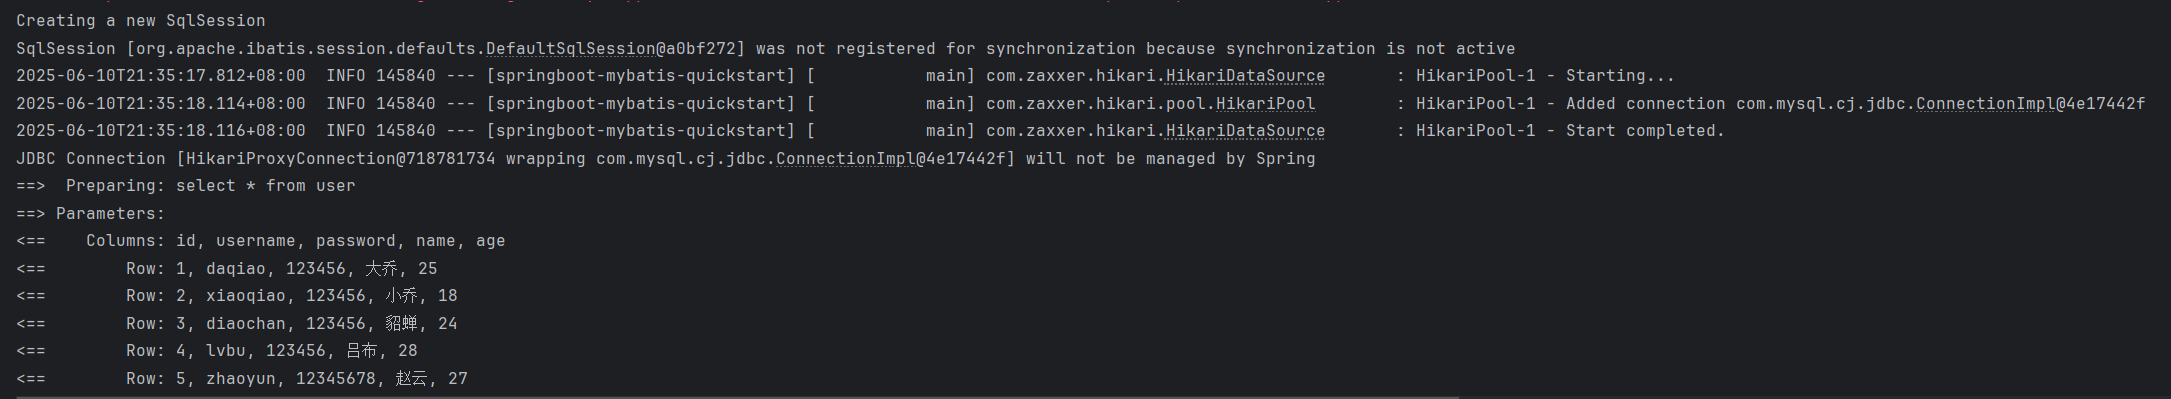 Creating a new SqlSession
SqlSession [org.apache.ibatis.session.defaults.DefaultSqlSession@a0bf272] was not registered for synchronization because synchronization is not active
2025-06-10T21:35:17.812+08:00  INFO 145840 --- [springboot-mybatis-quickstart] [           main] com.zaxxer.hikari.HikariDataSource       : HikariPool-1 - Starting...
2025-06-10T21:35:18.114+08:00  INFO 145840 --- [springboot-mybatis-quickstart] [           main] com.zaxxer.hikari.pool.HikariPool        : HikariPool-1 - Added connection com.mysql.cj.jdbc.ConnectionImpl@4e17442f
2025-06-10T21:35:18.116+08:00  INFO 145840 --- [springboot-mybatis-quickstart] [           main] com.zaxxer.hikari.HikariDataSource       : HikariPool-1 - Start completed.
JDBC Connection [HikariProxyConnection@718781734 wrapping com.mysql.cj.jdbc.ConnectionImpl@4e17442f] will not be managed by Spring
==>  Preparing: select * from user
==> Parameters:
<==    Columns: id, username, password, name, age
<==        Row: 1, daqiao, 123456, 大乔, 25
<==        Row: 2, xiaoqiao, 123456, 小乔, 18
<==        Row: 3, diaochan, 123456, 貂蝉, 24
<==        Row: 4, lvbu, 123456, 吕布, 28
<==        Row: 5, zhaoyun, 12345678, 赵云, 27